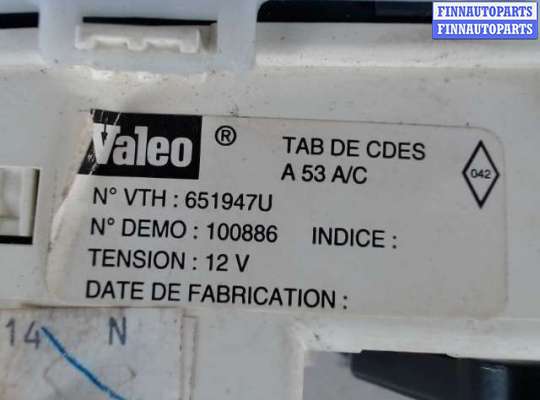 FINNAUTOPARTS
FINNAUTOPARTS
Valeo ®
TAB DE CDES
A 53 A/C
042
N° VTH : 651947U
N° DEMO : 100886 INDICE :
TENSION : 12 V
DATE DE FABRICATION :
14 N